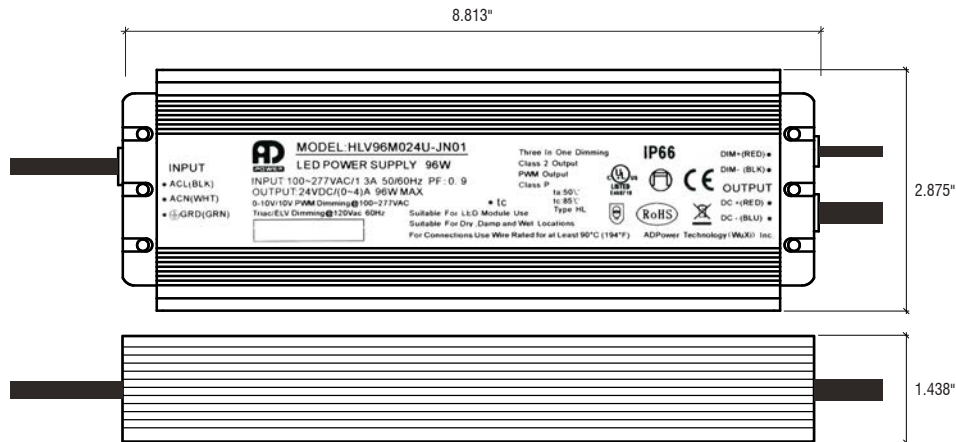 8.813"
AD
POWER
MODEL:HLV96M024U-JN01
LED POWER SUPPLY 96W
INPUT:100~277VAC/1.3A 50/60Hz PF: 0. 9
OUTPUT:24VDC/(0~4)A 96W MAX
0-10V/10V PWM Dimming@100~277VAC
Triac/ELV Dimming@120Vac 60Hz
INPUT
ACL(BLK)
ACN(WHT)
GRD(GRN)
Three In One Dimming
Class 2 Output
PWM Output
Class P
ta:50℃
tc:85℃
Type HL
tc
Suitable For LED Module Use
Suitable For Dry ,Damp and Wet Locations
For Connections Use Wire Rated for at Least 90°C (194°F)
IP66
c UL us
LISTED
CE
RoHS
ADPower Technology(WuXi) Inc.
DIM+(RED)
DIM- (BLK)
OUTPUT
DC +(RED)
DC -(BLU)
2.875"
1.438"